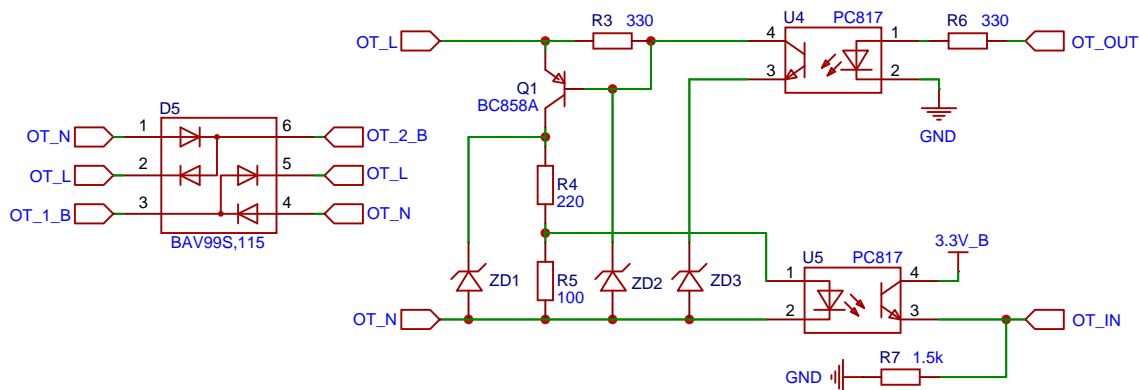 R3 330
U4 PC817
R6 330
OT_L
4
1
OT_OUT
3
2
Q1
BC858A
GND
D5
OT_N
1
6
OT_2_B
OT_L
2
5
OT_L
OT_1_B
3
4
OT_N
BAV99S,115
R4
220
3.3V_B
U5 PC817
ZD1
R5
100
ZD2
ZD3
1
4
OT_N
2
3
OT_IN
R7 1.5k
GND